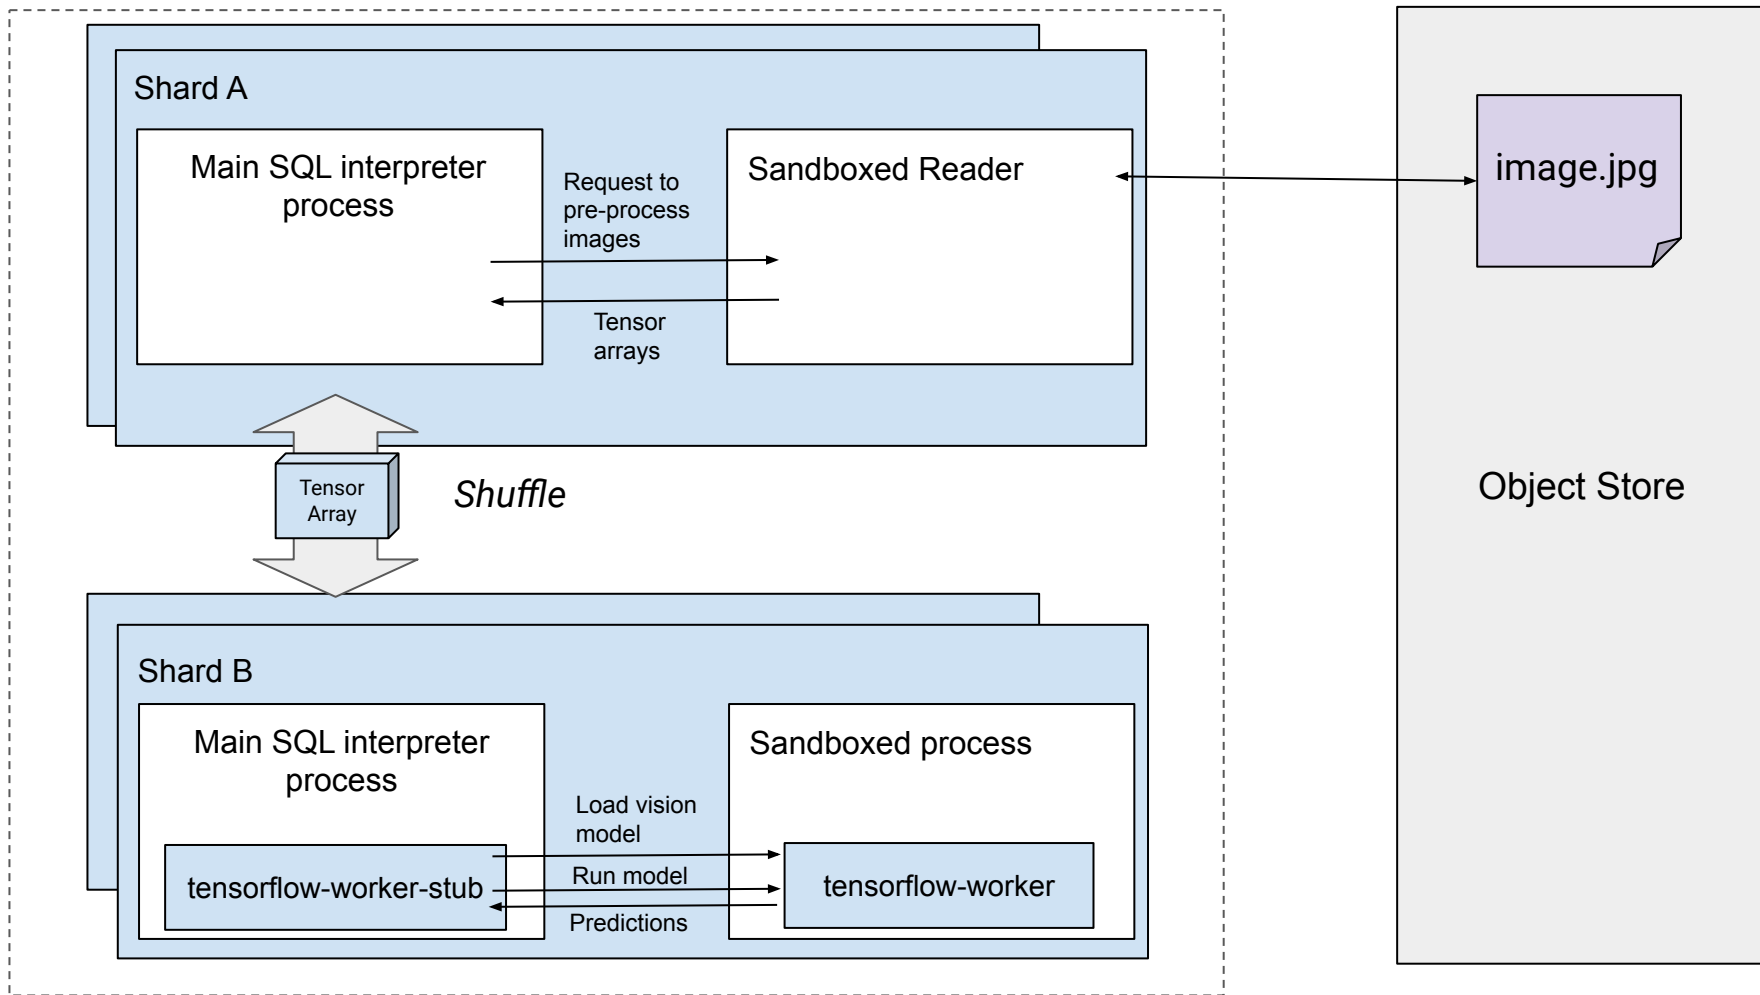 Shard A
Main SQL interpreter
process
Request to
pre-process
images
Tensor
arrays
Sandboxed Reader
image.jpg
Object Store
Tensor
Array
Shuffle
Shard B
Main SQL interpreter
process
tensorflow-worker-stub
Load vision
model
Run model
Predictions
Sandboxed process
tensorflow-worker